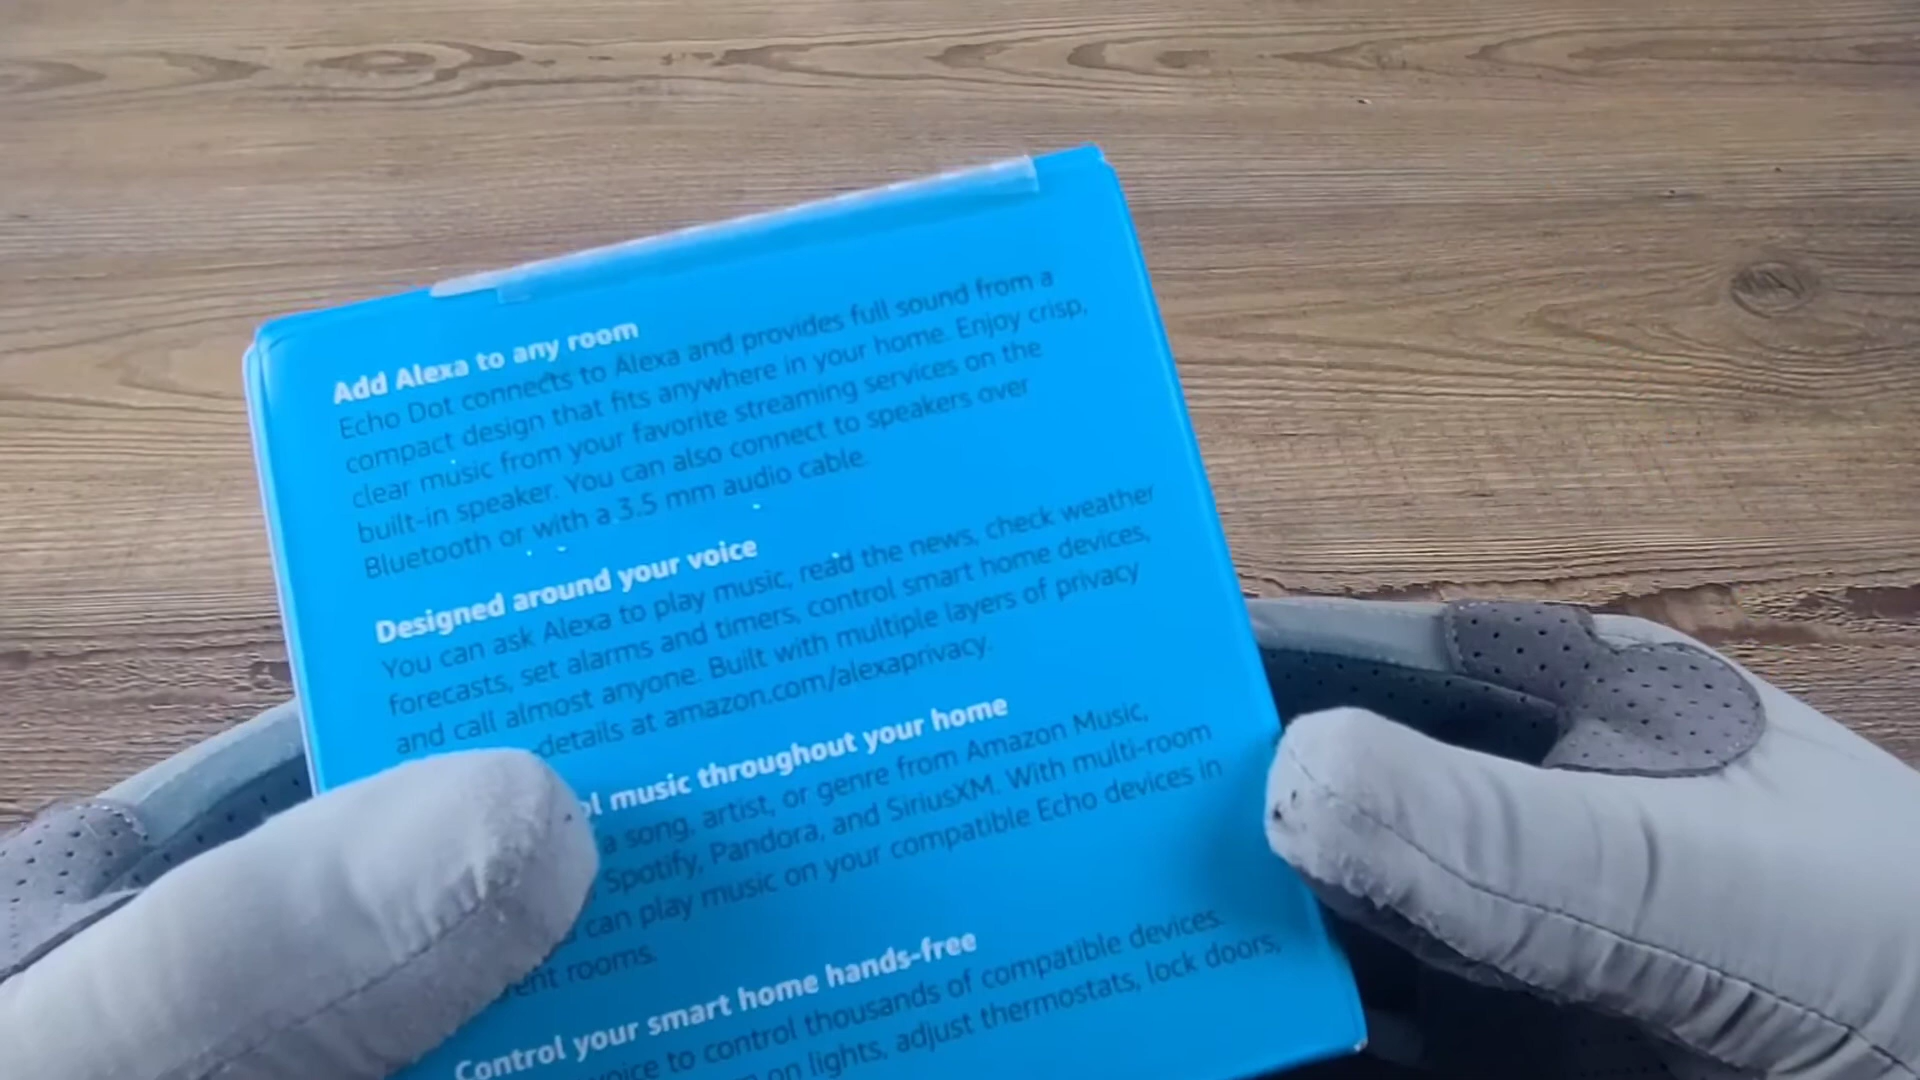 Add Alexa to any room
Echo Dot connects to Alexa and provides full sound from a
compact design that fits anywhere in your home. Enjoy crisp,
clear music from your favorite streaming services on the
built-in speaker. You can also connect to speakers over
Bluetooth or with a 3.5 mm audio cable.
Designed around your voice
You can ask Alexa to play music, read the news, check weather
forecasts, set alarms and timers, control smart home devices,
and call almost anyone. Built with multiple layers of privacy
details at amazon.com/alexaprivacy.
music throughout your home
a song, artist, or genre from Amazon Music,
Spotify, Pandora, and SiriusXM. With multi-room
can play music on your compatible Echo devices in
rooms.
Control your smart home hands-free
to control thousands of compatible devices.
on lights, adjust thermostats, lock doors,